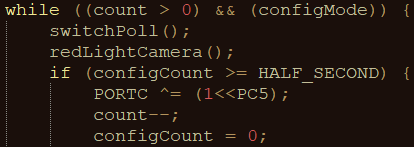 while ((count > 0) && (configMode)) {
    switchPoll();
    redLightCamera();
    if (configCount >= HALF_SECOND) {
        PORTC ^= (1<<PC5);
        count--;
        configCount = 0;